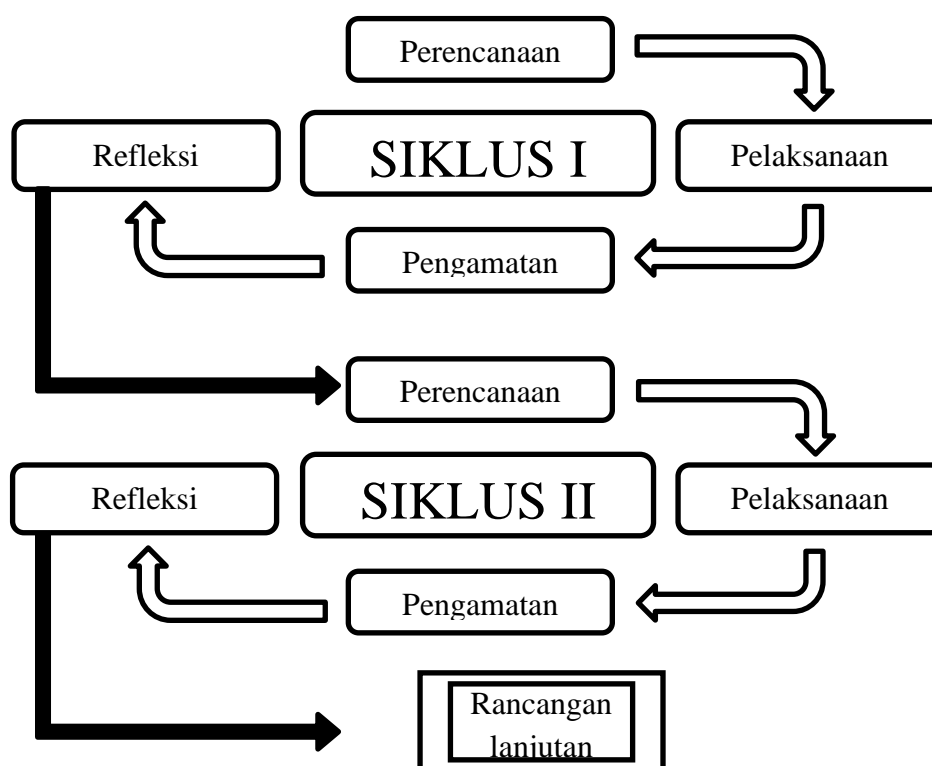 Perencanaan
Refleksi
SIKLUS I
Pelaksanaan
Pengamatan
Perencanaan
Refleksi
SIKLUS II
Pelaksanaan
Pengamatan
Rancangan
lanjutan